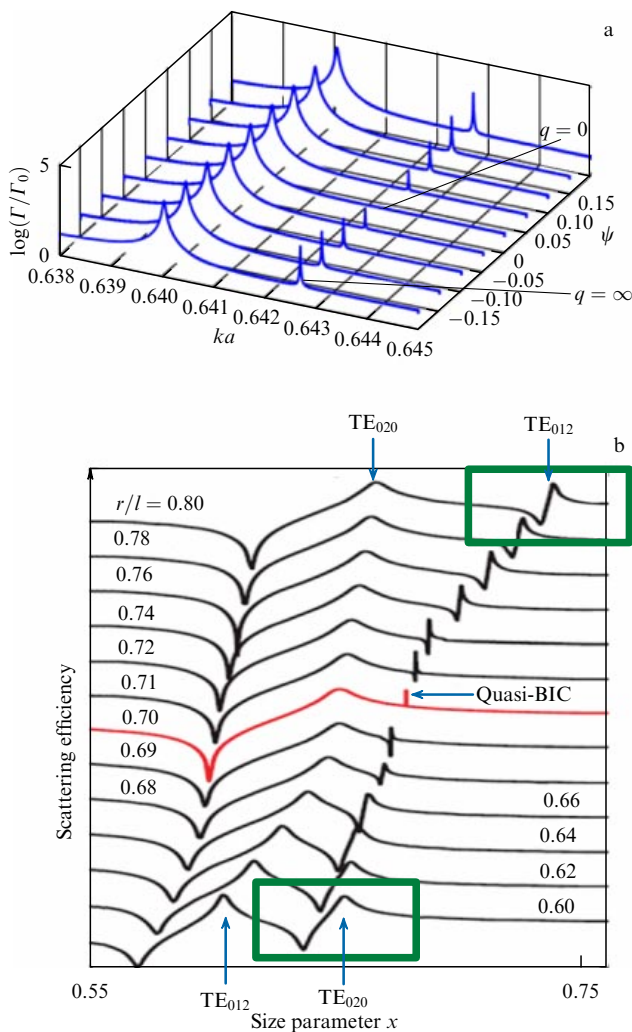 a
5
log(Γ/Γ₀)
0
q = 0
0.15
0.10
0.05
0
−0.05
−0.10
−0.15
ψ
q = ∞
0.638
0.639
0.640
0.641
0.642
0.643
0.644
0.645
ka
b
TE₀₂₀
TE₀₁₂
r/l = 0.80
0.78
0.76
0.74
0.72
0.71
Quasi-BIC
0.70
0.69
0.68
0.66
0.64
0.62
0.60
Scattering efficiency
TE₀₁₂
TE₀₂₀
0.55
0.75
Size parameter x